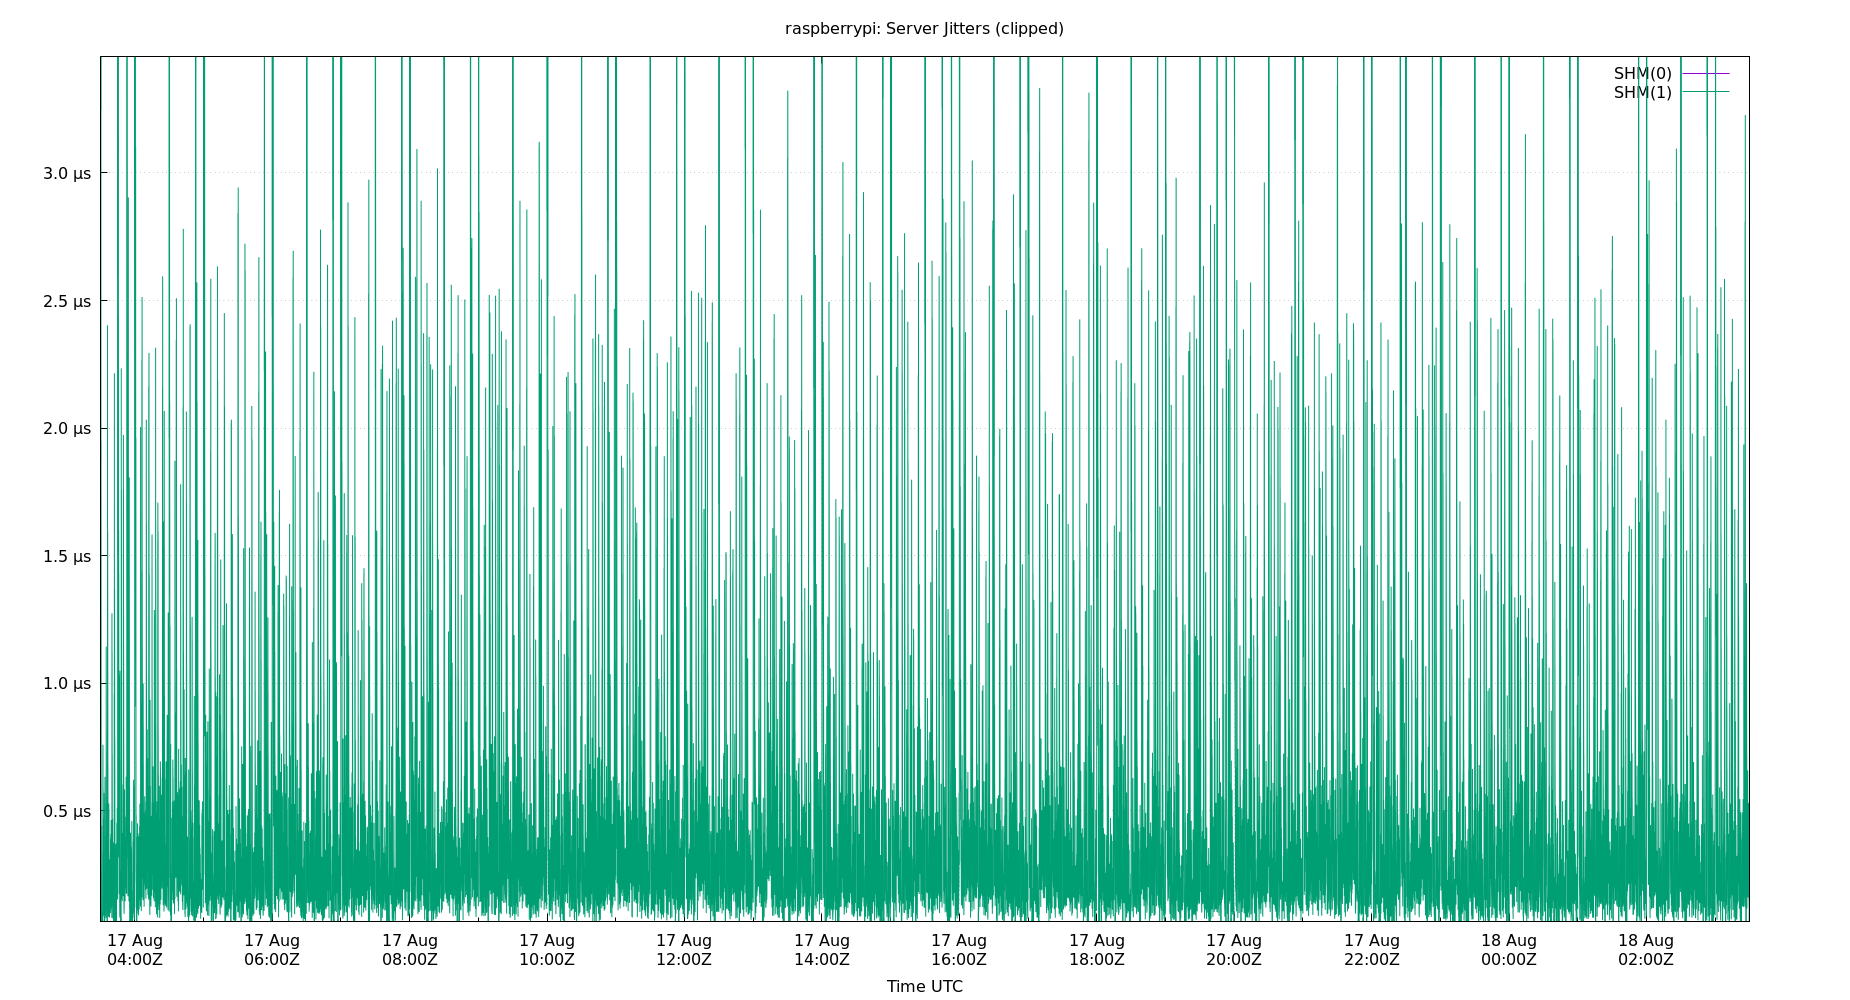 raspberrypi: Server Jitters (clipped)
SHM(0)
SHM(1)
3.0 µs
2.5 µs
2.0 µs
1.5 µs
1.0 µs
0.5 µs
17 Aug 17 Aug 17 Aug 17 Aug 17 Aug 17 Aug 17 Aug 17 Aug 17 Aug 17 Aug 18 Aug 18 Aug
04:00Z 06:00Z 08:00Z 10:00Z 12:00Z 14:00Z 16:00Z 18:00Z 20:00Z 22:00Z 00:00Z 02:00Z
Time UTC